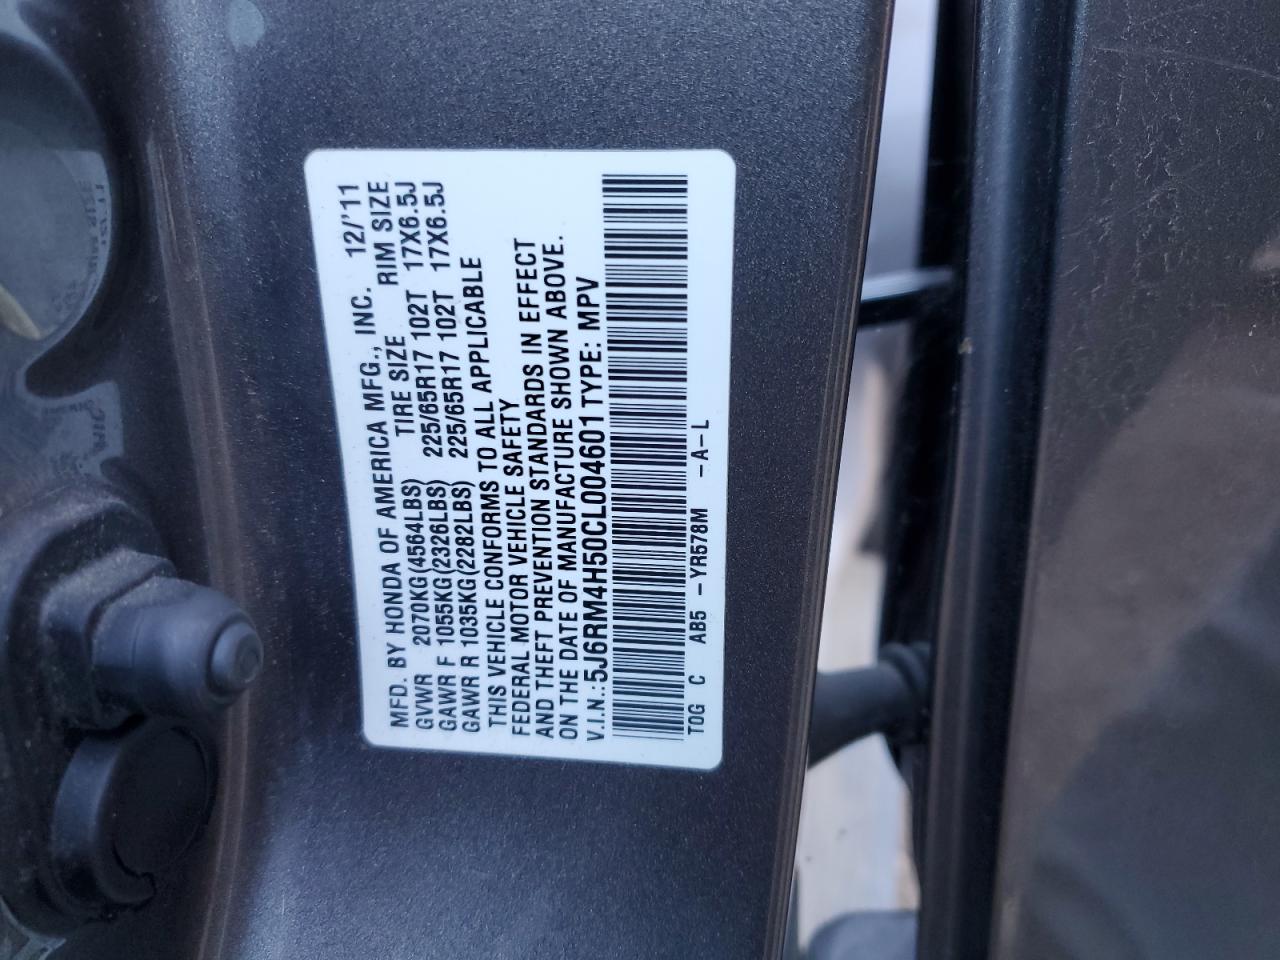 MFD. BY HONDA OF AMERICA MFG., INC. 12/'11
TIRE SIZE RIM SIZE
GVWR 2070KG(4564LBS)
GAWR F 1055KG(2326LBS) 225/65R17 102T 17X6.5J
GAWR R 1035KG(2282LBS) 225/65R17 102T 17X6.5J
THIS VEHICLE CONFORMS TO ALL APPLICABLE
FEDERAL MOTOR VEHICLE SAFETY
AND THEFT PREVENTION STANDARDS IN EFFECT
ON THE DATE OF MANUFACTURE SHOWN ABOVE.
V.I.N.:5J6RM4H50CL004601 TYPE: MPV
TOG C AB5 -YR578M -A-L